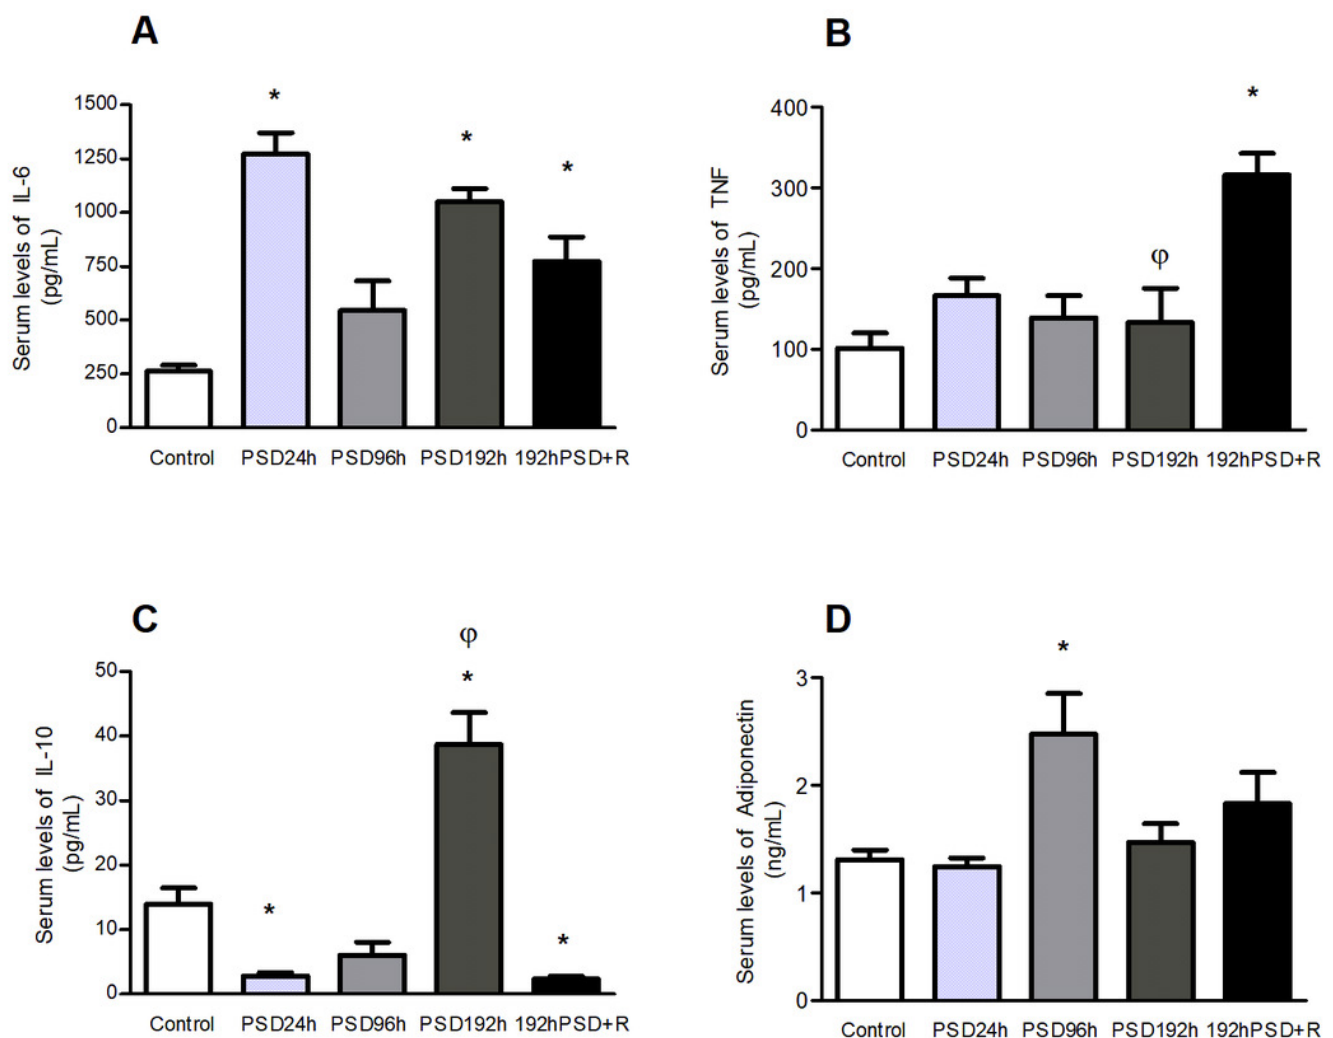 A
Serum levels of IL-6
(pg/mL)
1500
1250
1000
750
500
250
0
*
*
*
Control PSD24h PSD96h PSD192h 192hPSD+R
B
Serum levels of TNF
(pg/mL)
400
300
200
100
0
φ
*
Control PSD24h PSD96h PSD192h 192hPSD+R
C
Serum levels of IL-10
(pg/mL)
50
40
30
20
10
0
*
φ
*
*
Control PSD24h PSD96h PSD192h 192hPSD+R
D
Serum levels of Adiponectin
(ng/mL)
3
2
1
0
*
Control PSD24h PSD96h PSD192h 192hPSD+R